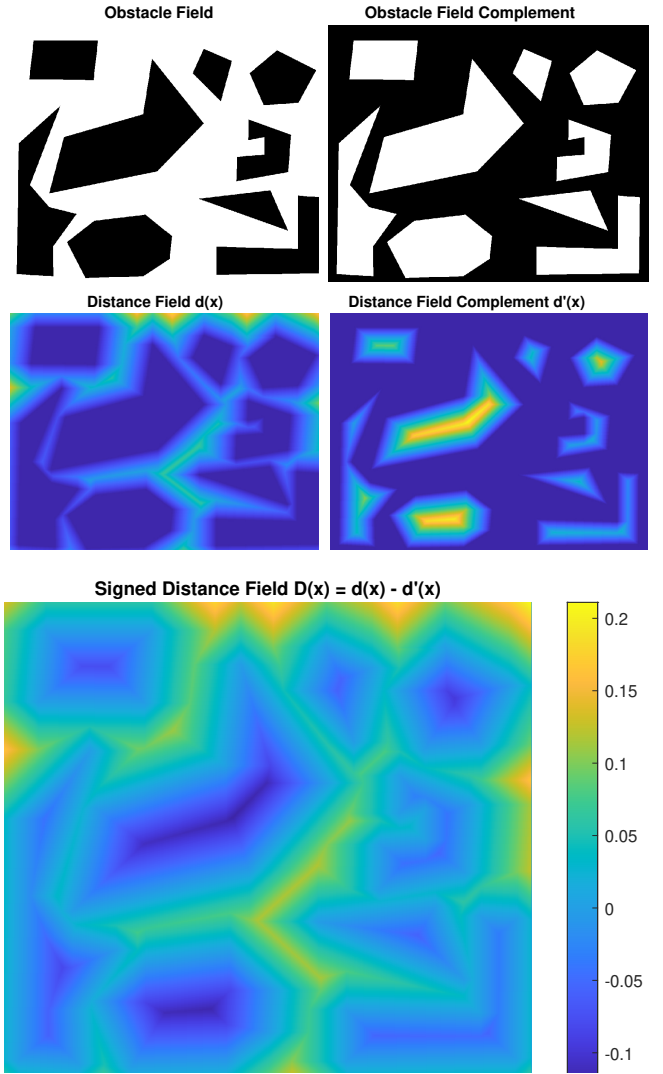 Obstacle Field
Obstacle Field Complement
Distance Field d(x)
Distance Field Complement d'(x)
Signed Distance Field D(x) = d(x) - d'(x)
0.2
0.15
0.1
0.05
0
-0.05
-0.1